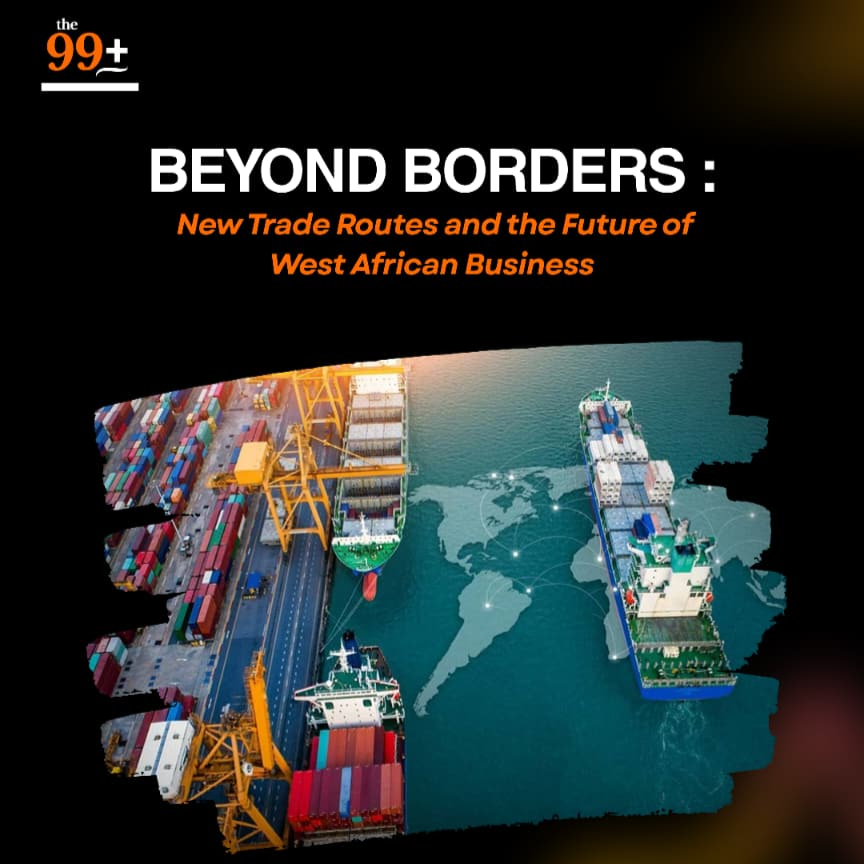 the
99+
BEYOND BORDERS :
New Trade Routes and the Future of
West African Business